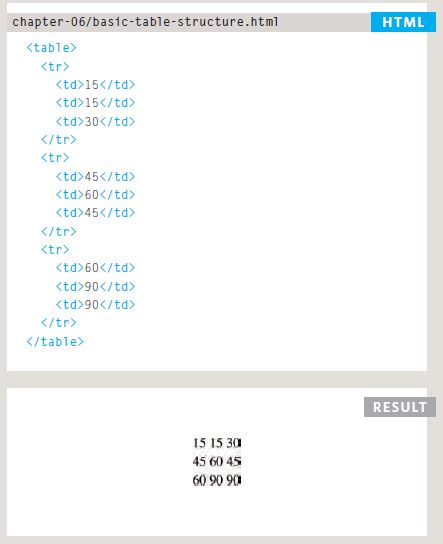 chapter-06/basic-table-structure.html HTML
<table>
<tr>
<td>15</td>
<td>15</td>
<td>30</td>
</tr>
<tr>
<td>45</td>
<td>60</td>
<td>45</td>
</tr>
<tr>
<td>60</td>
<td>90</td>
<td>90</td>
</tr>
</table>
RESULT
15 15 30
45 60 45
60 90 90